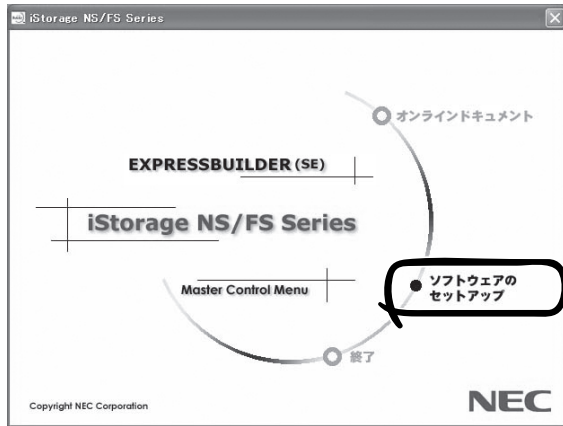 iStorage NS/FS Series
オンラインドキュメント
EXPRESSBUILDER (SE)
iStorage NS/FS Series
Master Control Menu
ソフトウェアの
セットアップ
終了
Copyright NEC Corporation
NEC